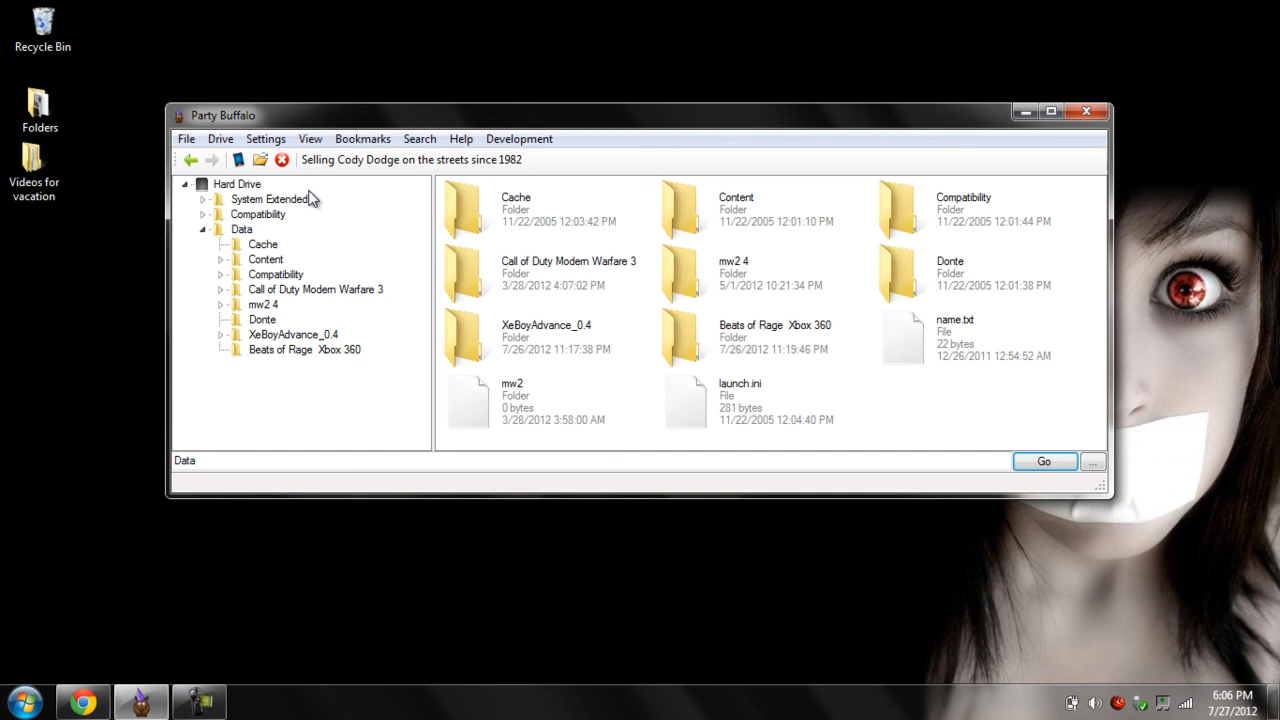 Recycle Bin
Folders
Videos for
vacation
Party Buffalo
File Drive Settings View Bookmarks Search Help Development
Selling Cody Dodge on the streets since 1982
Hard Drive
System Extended
Compatibility
Data
Cache
Content
Compatibility
Call of Duty Modern Warfare 3
mw2 4
Donte
XeBoyAdvance_0.4
Beats of Rage Xbox 360
Cache
Folder
11/22/2005 12:03:42 PM
Content
Folder
11/22/2005 12:01:10 PM
Compatibility
Folder
11/22/2005 12:01:44 PM
Call of Duty Modern Warfare 3
Folder
3/28/2012 4:07:02 PM
mw2 4
Folder
5/1/2012 10:21:34 PM
Donte
Folder
11/22/2005 12:01:38 PM
XeBoyAdvance_0.4
Folder
7/26/2012 11:17:38 PM
Beats of Rage Xbox 360
Folder
7/26/2012 11:19:46 PM
name.txt
File
22 bytes
12/26/2011 12:54:52 AM
mw2
Folder
0 bytes
3/28/2012 3:58:00 AM
launch.ini
File
281 bytes
11/22/2005 12:04:40 PM
Data
Go
...
6:06 PM
7/27/2012